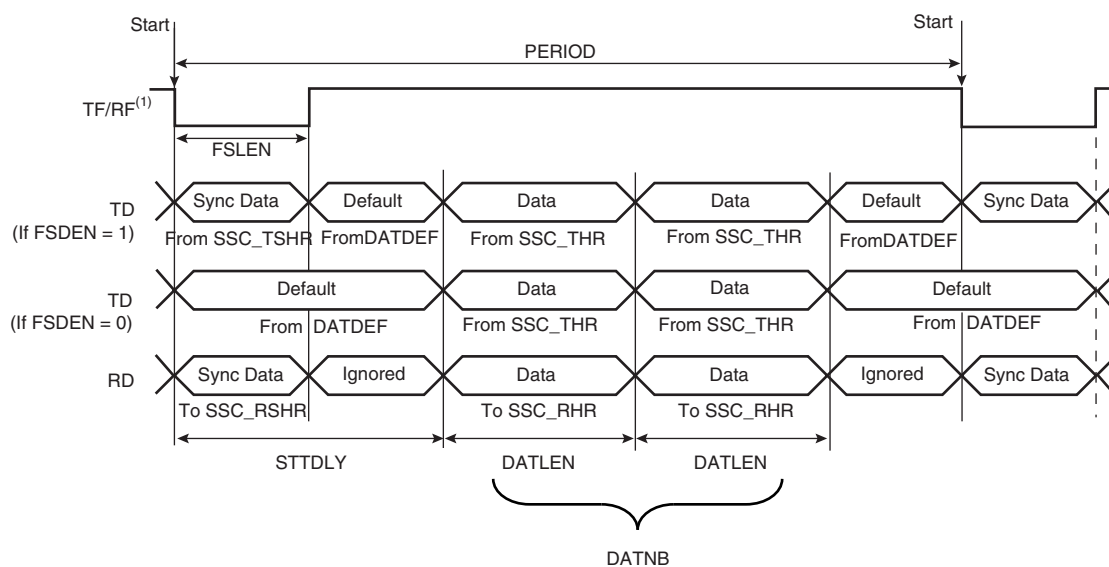 Start
Start
PERIOD
TF/RF(1)
FSLEN
TD
(If FSDEN = 1)
Sync Data
Default
Data
Data
Default
Sync Data
From SSC_TSHR
FromDATDEF
From SSC_THR
From SSC_THR
FromDATDEF
TD
(If FSDEN = 0)
Default
Data
Data
Default
From DATDEF
From SSC_THR
From SSC_THR
From DATDEF
RD
Sync Data
Ignored
Data
Data
Ignored
Sync Data
To SSC_RSHR
To SSC_RHR
To SSC_RHR
STTDLY
DATLEN
DATLEN
DATNB